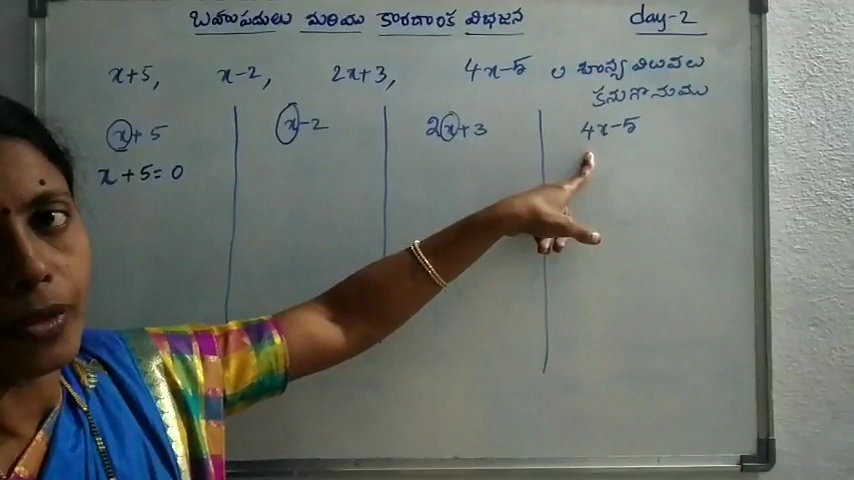 బహుపదులు మరియు కారణాంక విభజన day-2
x+5, x-2, 2x+3, 4x-5 ల శూన్య విలువలు
కనుగొనుము
x+5 x-2 2x+3 4x-5
x+5=0